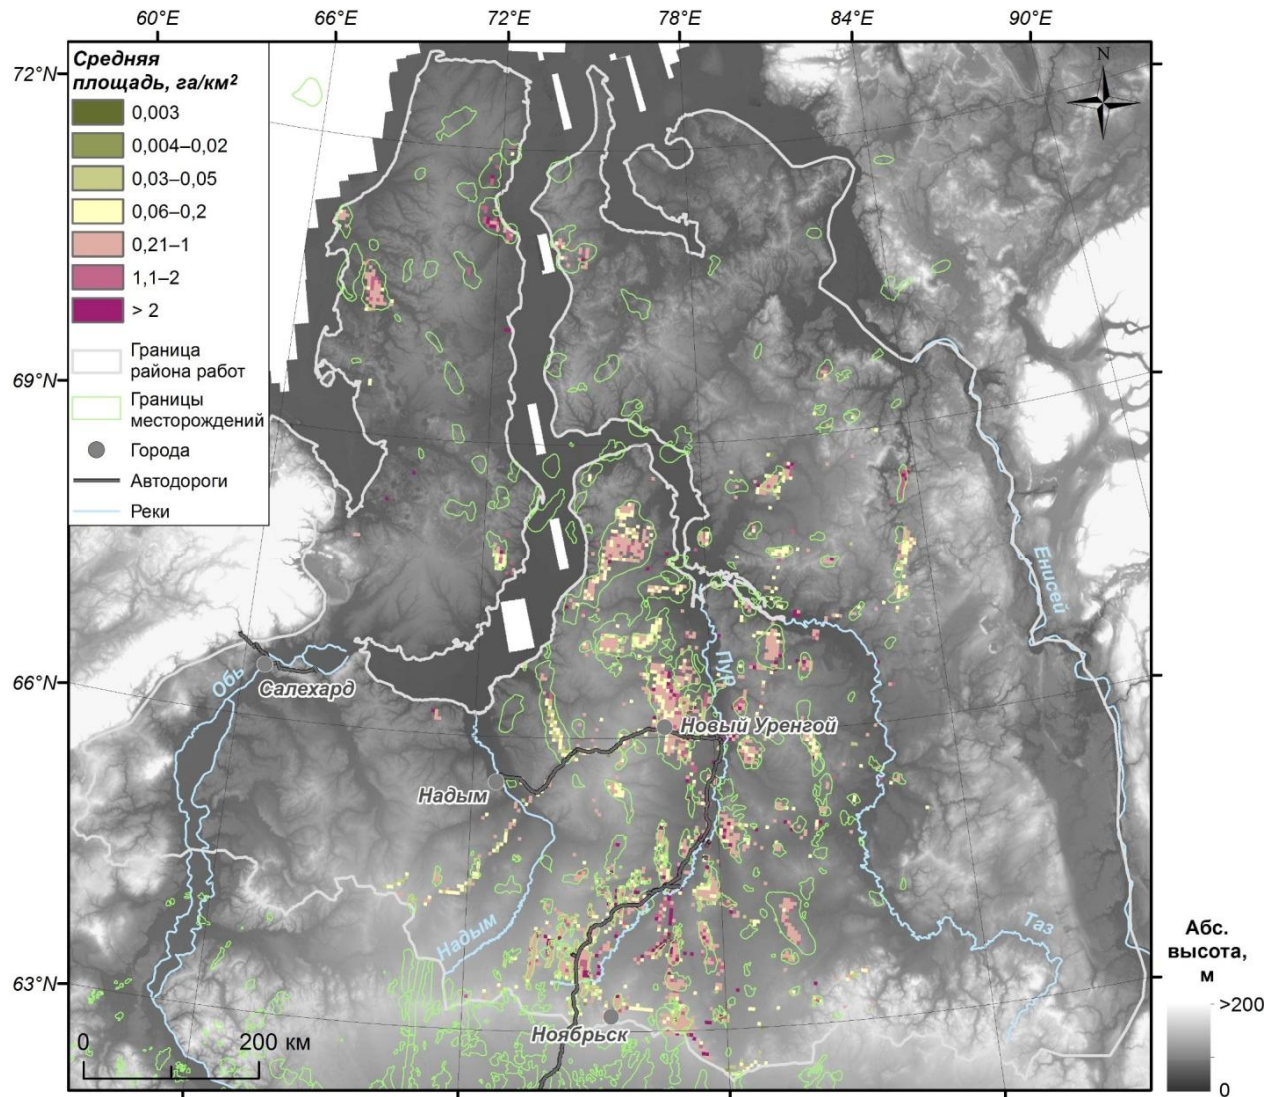 60°E 66°E 72°E 78°E 84°E 90°E
N
72°N
69°N
66°N
63°N
Средняя
площадь, га/км²
0,003
0,004–0,02
0,03–0,05
0,06–0,2
0,21–1
1,1–2
> 2
Граница
района работ
Границы
месторождений
Города
Автодороги
Реки
Енисей
Пур
Обь
Салехард
Новый Уренгой
Надым
Надым
Таз
Ноябрьск
0 200 км
Абс.
высота,
м
>200
0